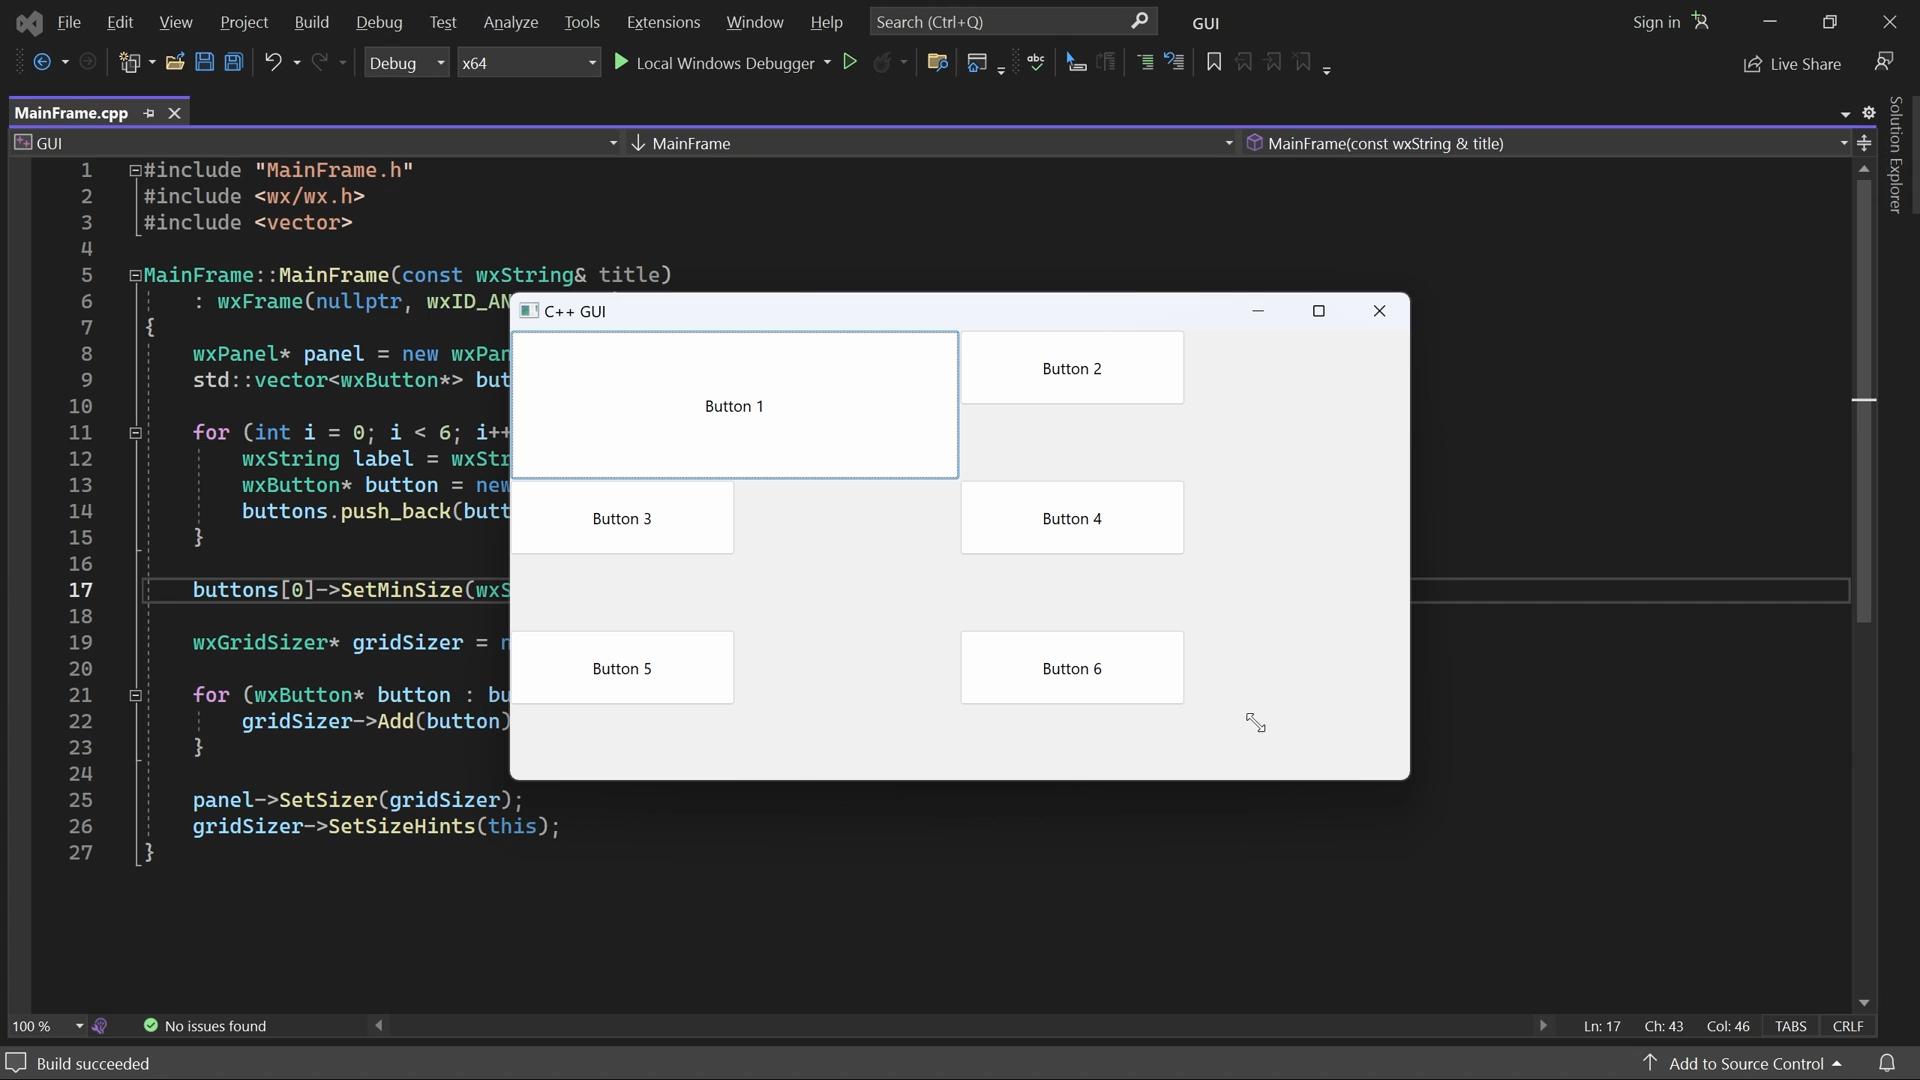 File Edit View Project Build Debug Test Analyze Tools Extensions Window Help Search (Ctrl+Q) GUI Sign in
Debug x64 Local Windows Debugger Live Share
MainFrame.cpp
GUI MainFrame MainFrame(const wxString & title)
Solution Explorer
1 #include "MainFrame.h"
2 #include <wx/wx.h>
3 #include <vector>
4
5 MainFrame::MainFrame(const wxString& title)
6 : wxFrame(nullptr, wxID_AN
7 {
8 wxPanel* panel = new wxPan
9 std::vector<wxButton*> but
10
11 for (int i = 0; i < 6; i++
12 wxString label = wxStr
13 wxButton* button = new
14 buttons.push_back(butt
15 }
16
17 buttons[0]->SetMinSize(wxS
18
19 wxGridSizer* gridSizer = n
20
21 for (wxButton* button : bu
22 gridSizer->Add(button)
23 }
24
25 panel->SetSizer(gridSizer);
26 gridSizer->SetSizeHints(this);
27 }
C++ GUI
Button 1
Button 2
Button 3
Button 4
Button 5
Button 6
100 % No issues found Ln: 17 Ch: 43 Col: 46 TABS CRLF
Build succeeded Add to Source Control